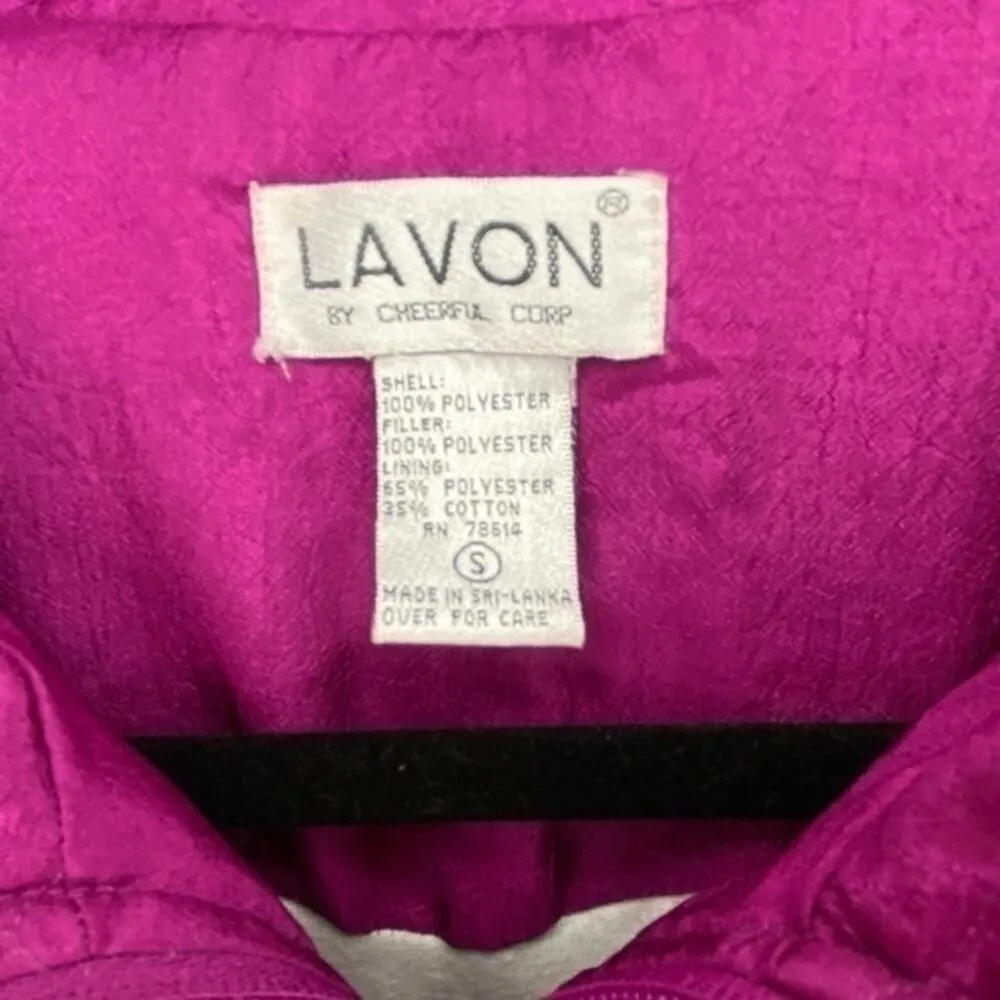 LAVON®
BY CHEERFUL CORP
SHELL:
100% POLYESTER
FILLER:
100% POLYESTER
LINING:
65% POLYESTER
35% COTTON
RN 78614
S
MADE IN SRI-LANKA
OVER FOR CARE